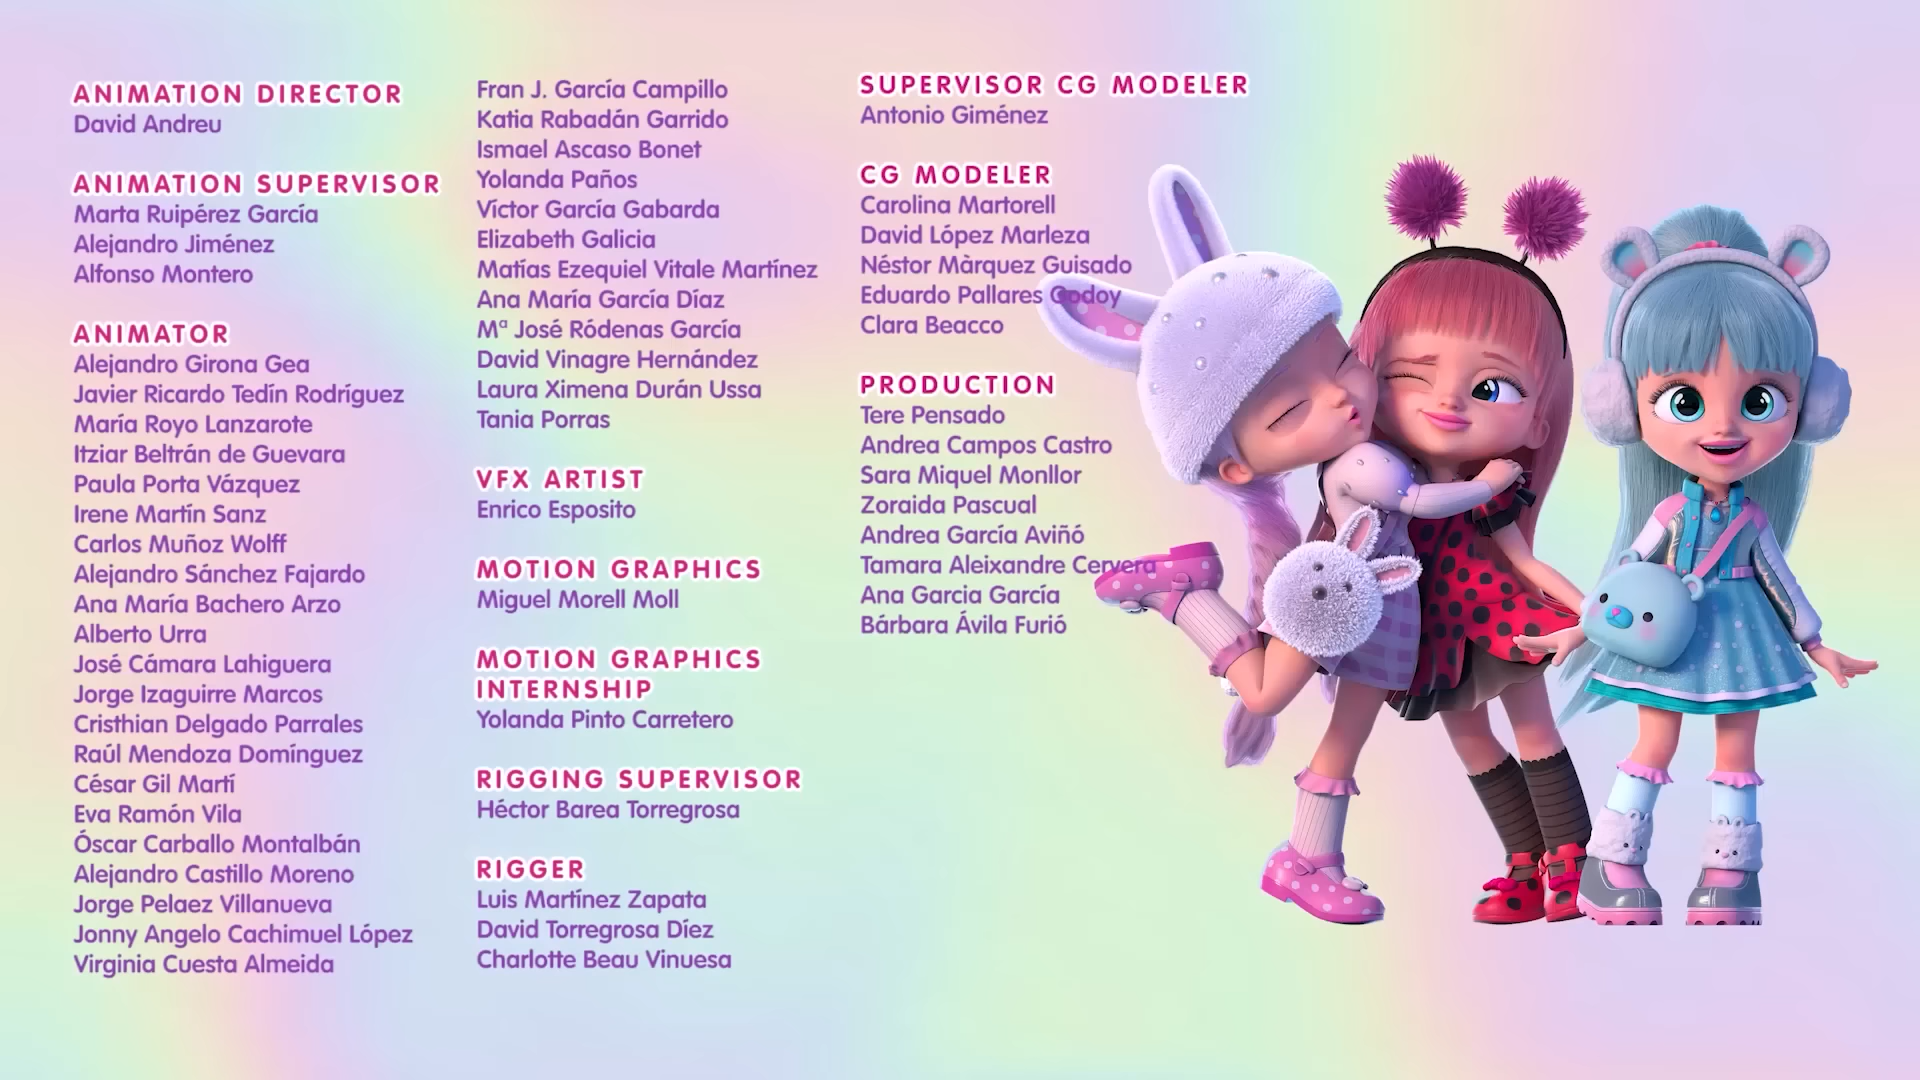 ANIMATION DIRECTOR
David Andreu
ANIMATION SUPERVISOR
Marta Ruipérez García
Alejandro Jiménez
Alfonso Montero
ANIMATOR
Alejandro Girona Gea
Javier Ricardo Tedín Rodríguez
María Royo Lanzarote
Itziar Beltrán de Guevara
Paula Porta Vázquez
Irene Martín Sanz
Carlos Muñoz Wolff
Alejandro Sánchez Fajardo
Ana María Bachero Arzo
Alberto Urra
José Cámara Lahiguera
Jorge Izaguirre Marcos
Cristhian Delgado Parrales
Raúl Mendoza Domínguez
César Gil Martí
Eva Ramón Vila
Óscar Carballo Montalbán
Alejandro Castillo Moreno
Jorge Pelaez Villanueva
Jonny Angelo Cachimuel López
Virginia Cuesta Almeida
Fran J. García Campillo
Katia Rabadán Garrido
Ismael Ascaso Bonet
Yolanda Paños
Víctor García Gabarda
Elizabeth Galicia
Matías Ezequiel Vitale Martínez
Ana María García Díaz
Mª José Ródenas García
David Vinagre Hernández
Laura Ximena Durán Ussa
Tania Porras
VFX ARTIST
Enrico Esposito
MOTION GRAPHICS
Miguel Morell Moll
MOTION GRAPHICS
INTERNSHIP
Yolanda Pinto Carretero
RIGGING SUPERVISOR
Héctor Barea Torregrosa
RIGGER
Luis Martínez Zapata
David Torregrosa Díez
Charlotte Beau Vinuesa
SUPERVISOR CG MODELER
Antonio Giménez
CG MODELER
Carolina Martorell
David López Marleza
Néstor Màrquez Guisado
Eduardo Pallares Godoy
Clara Beacco
PRODUCTION
Tere Pensado
Andrea Campos Castro
Sara Miquel Monllor
Zoraida Pascual
Andrea García Aviñó
Tamara Aleixandre Cervera
Ana Garcia García
Bárbara Ávila Furió